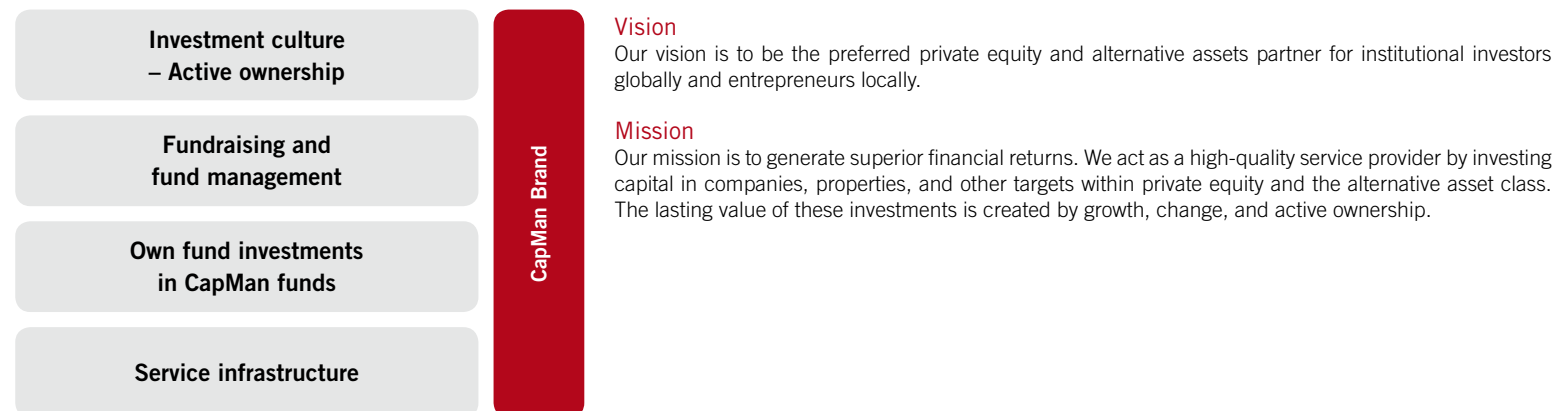 Investment culture
– Active ownership
Fundraising and
fund management
Own fund investments
in CapMan funds
Service infrastructure
CapMan Brand
Vision
Our vision is to be the preferred private equity and alternative assets partner for institutional investors
globally and entrepreneurs locally.
Mission
Our mission is to generate superior financial returns. We act as a high-quality service provider by investing
capital in companies, properties, and other targets within private equity and the alternative asset class.
The lasting value of these investments is created by growth, change, and active ownership.